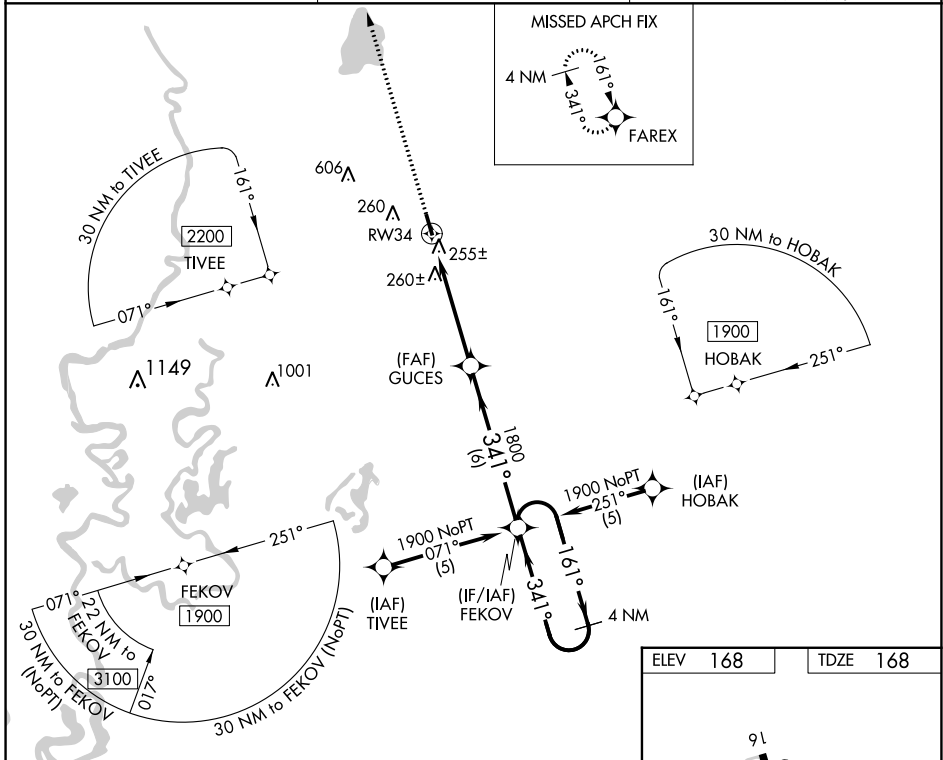 MISSED APCH FIX
4 NM
161°
341°
FAREX
30 NM to TIVEE
161°
2200
TIVEE
071°
606
260
RW34
255±
260±
30 NM to HOBAK
161°
1900
HOBAK
251°
1149
1001
(FAF)
GUCES
1800
341°
(6)
1900 NoPT
251°
(5)
(IAF)
HOBAK
1900 NoPT
071°
(5)
(IAF)
TIVEE
(IF/IAF)
FEKOV
161°
341°
4 NM
251°
FEKOV
1900
071°
22 NM to
FEKOV
3100
017°
30 NM to FEKOV
(NoPT)
30 NM to FEKOV (NoPT)
ELEV 168
TDZE 168
16